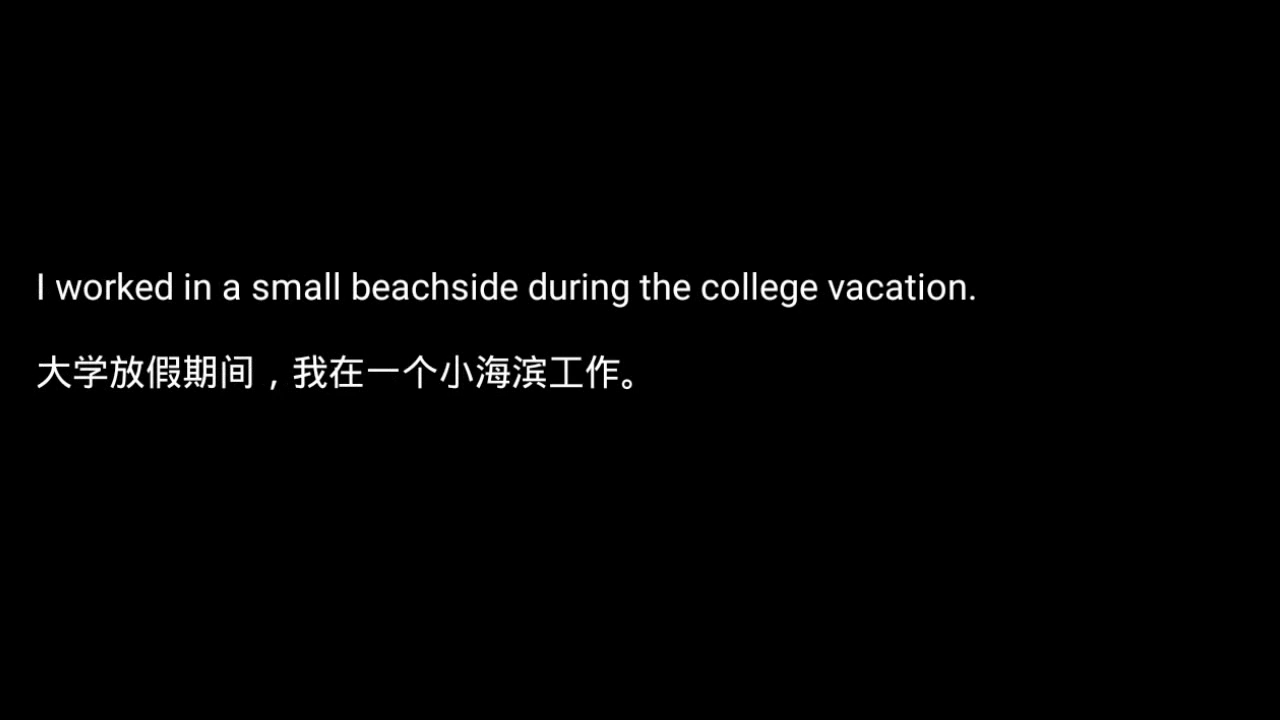 I worked in a small beachside during the college vacation.
大学放假期间，我在一个小海滨工作。